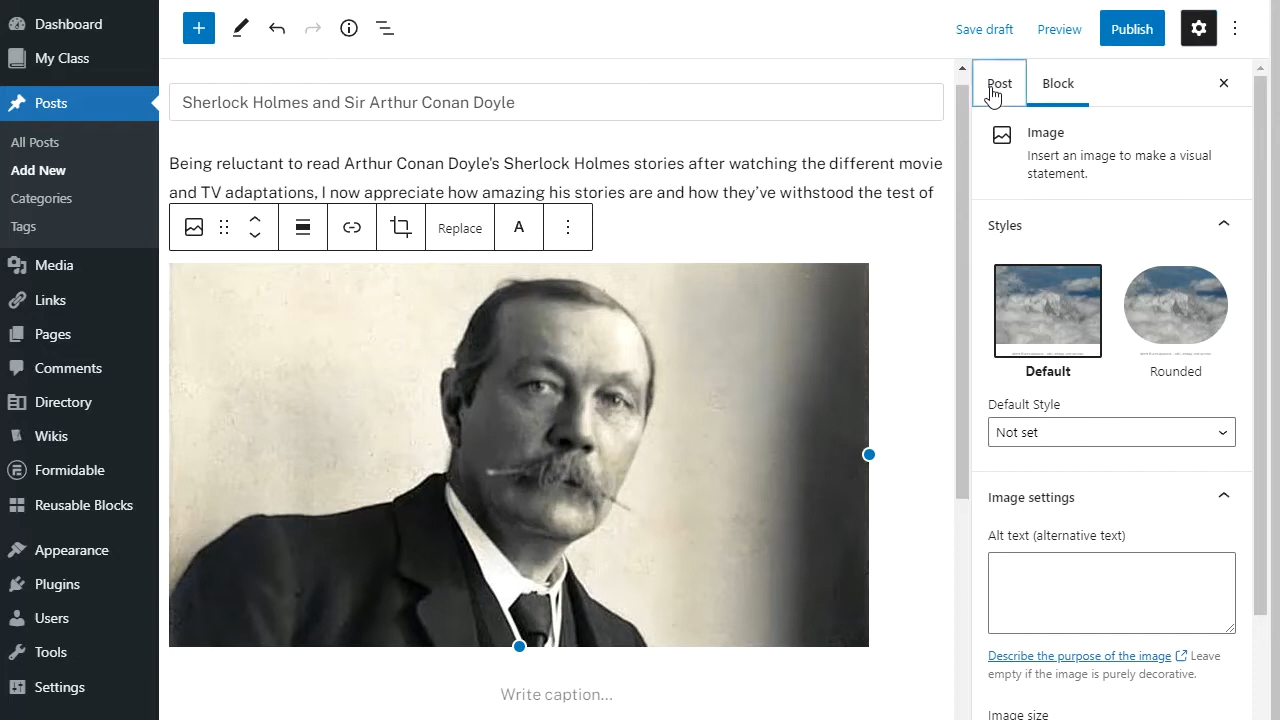 Dashboard
My Class
Posts
All Posts
Add New
Categories
Tags
Media
Links
Pages
Comments
Directory
Wikis
Formidable
Reusable Blocks
Appearance
Plugins
Users
Tools
Settings
Save draft
Preview
Publish
Sherlock Holmes and Sir Arthur Conan Doyle
Being reluctant to read Arthur Conan Doyle's Sherlock Holmes stories after watching the different movie
and TV adaptations, I now appreciate how amazing his stories are and how they’ve withstood the test of
Replace
A
Write caption...
Post
Block
Image
Insert an image to make a visual
statement.
Styles
Default
Rounded
Default Style
Not set
Image settings
Alt text (alternative text)
Describe the purpose of the image Leave
empty if the image is purely decorative.
Image size